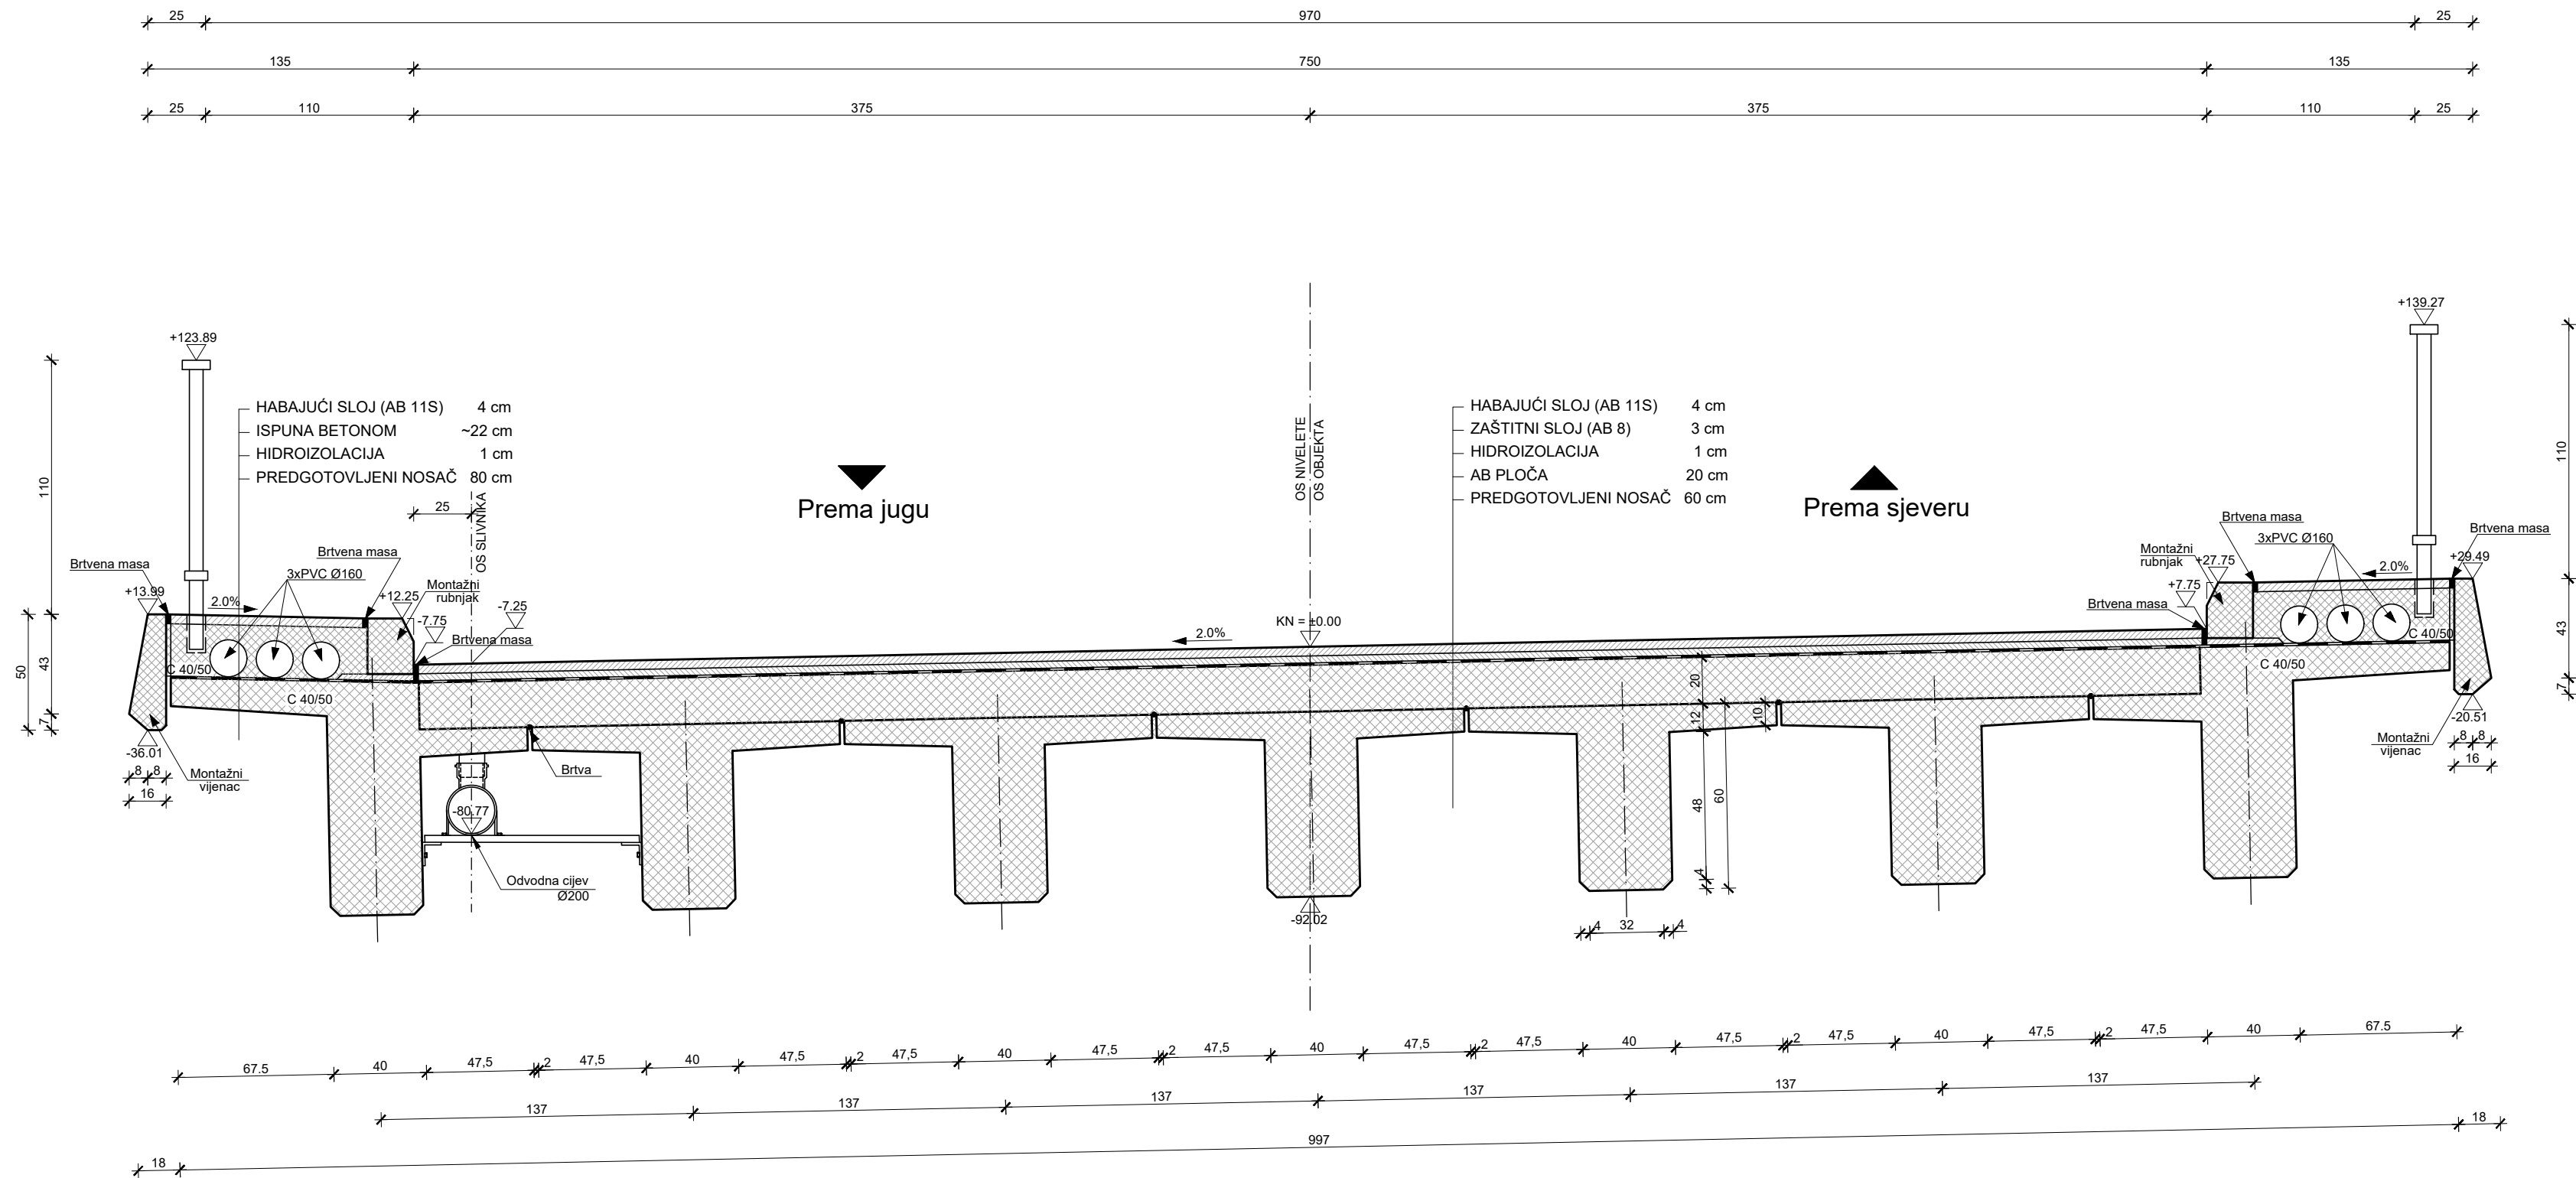 25 970 25
135 750 135
25 110 375 375 110 25
+139.27
+123.89
HABAJUĆI SLOJ (AB 11S) 4 cm
ISPUNA BETONOM ~22 cm
HIDROIZOLACIJA 1 cm
PREDGOTOVLJENI NOSAČ 80 cm
OS NIVELETE
OS OBJEKTA
HABAJUĆI SLOJ (AB 11S) 4 cm
ZAŠTITNI SLOJ (AB 8) 3 cm
HIDROIZOLACIJA 1 cm
AB PLOČA 20 cm
PREDGOTOVLJENI NOSAČ 60 cm
110
110
Prema jugu
Prema sjeveru
25
OS SLIVNIKA
Brtvena masa
Brtvena masa
3xPVC Ø160
Montažni
rubnjak
+13.99
2.0%
+12.25
-7.75
-7.25
Brtvena masa
C 40/50
C 40/50
50
43
7
-36.01
8 8
16
Montažni
vijenac
Brtva
-80.77
Odvodna cijev
Ø200
2.0%
KN = ±0.00
-92.02
20
12
10
48
60
4
4 32 4
Brtvena masa
Brtvena masa
3xPVC Ø160
Montažni
rubnjak
+27.75
2.0%
+29.49
+7.75
Brtvena masa
C 40/50
C 40/50
43
7
-20.51
8 8
16
Montažni
vijenac
67.5 40 47,5 2 47,5 40 47,5 2 47,5 40 47,5 2 47,5 40 47,5 2 47,5 40 47,5 2 47,5 40 47,5 2 47,5 40 67.5
137 137 137 137 137 137
18 997 18